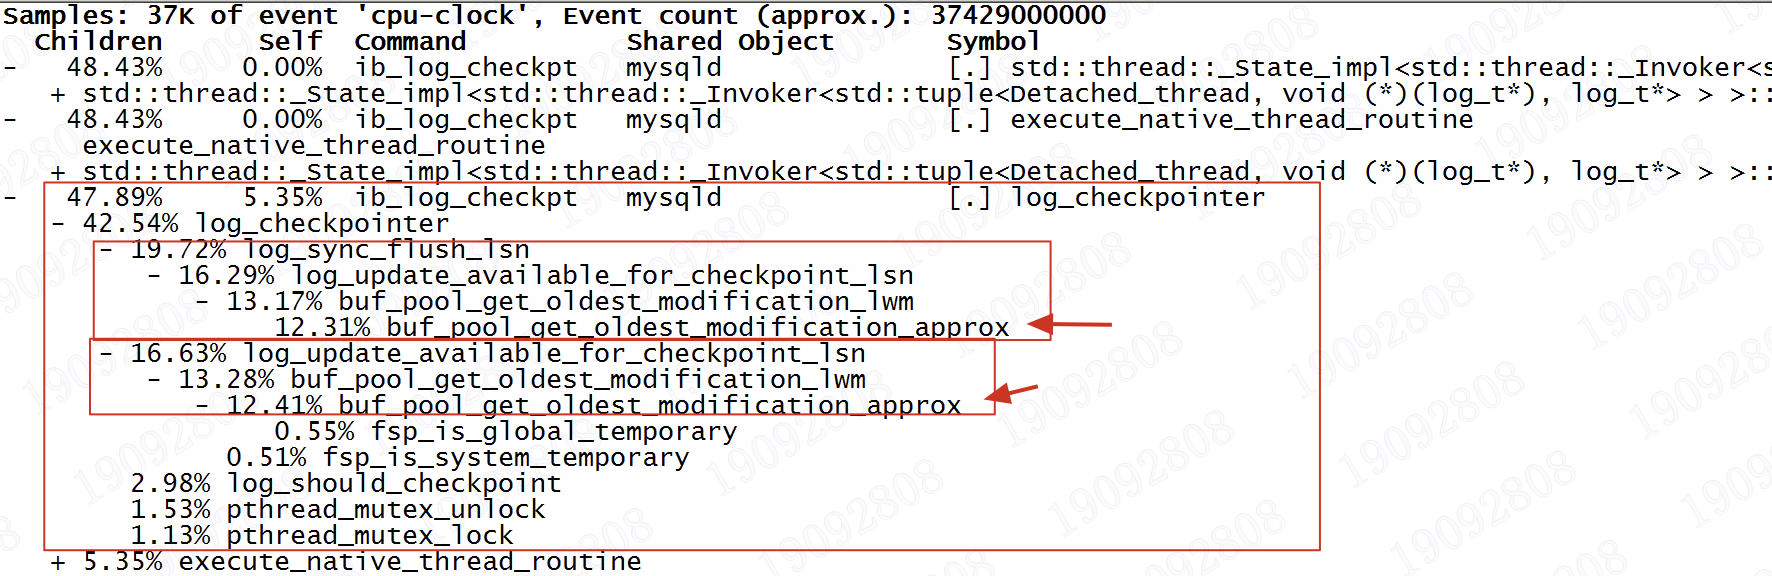 Samples: 37K of event 'cpu-clock', Event count (approx.): 37429000000
Children Self Command Shared Object Symbol
- 48.43% 0.00% ib_log_checkpt mysqld [.] std::thread::_State_impl<std::thread::_Invoker<s
+ std::thread::_State_impl<std::thread::_Invoker<std::tuple<Detached_thread, void (*)(log_t*), log_t*> > >::
- 48.43% 0.00% ib_log_checkpt mysqld [.] execute_native_thread_routine
execute_native_thread_routine
+ std::thread::_State_impl<std::thread::_Invoker<std::tuple<Detached_thread, void (*)(log_t*), log_t*> > >::
- 47.89% 5.35% ib_log_checkpt mysqld [.] log_checkpointer
- 42.54% log_checkpointer
- 19.72% log_sync_flush_lsn
- 16.29% log_update_available_for_checkpoint_lsn
- 13.17% buf_pool_get_oldest_modification_lwm
12.31% buf_pool_get_oldest_modification_approx
- 16.63% log_update_available_for_checkpoint_lsn
- 13.28% buf_pool_get_oldest_modification_lwm
- 12.41% buf_pool_get_oldest_modification_approx
0.55% fsp_is_global_temporary
0.51% fsp_is_system_temporary
2.98% log_should_checkpoint
1.53% pthread_mutex_unlock
1.13% pthread_mutex_lock
+ 5.35% execute_native_thread_routine
19092808